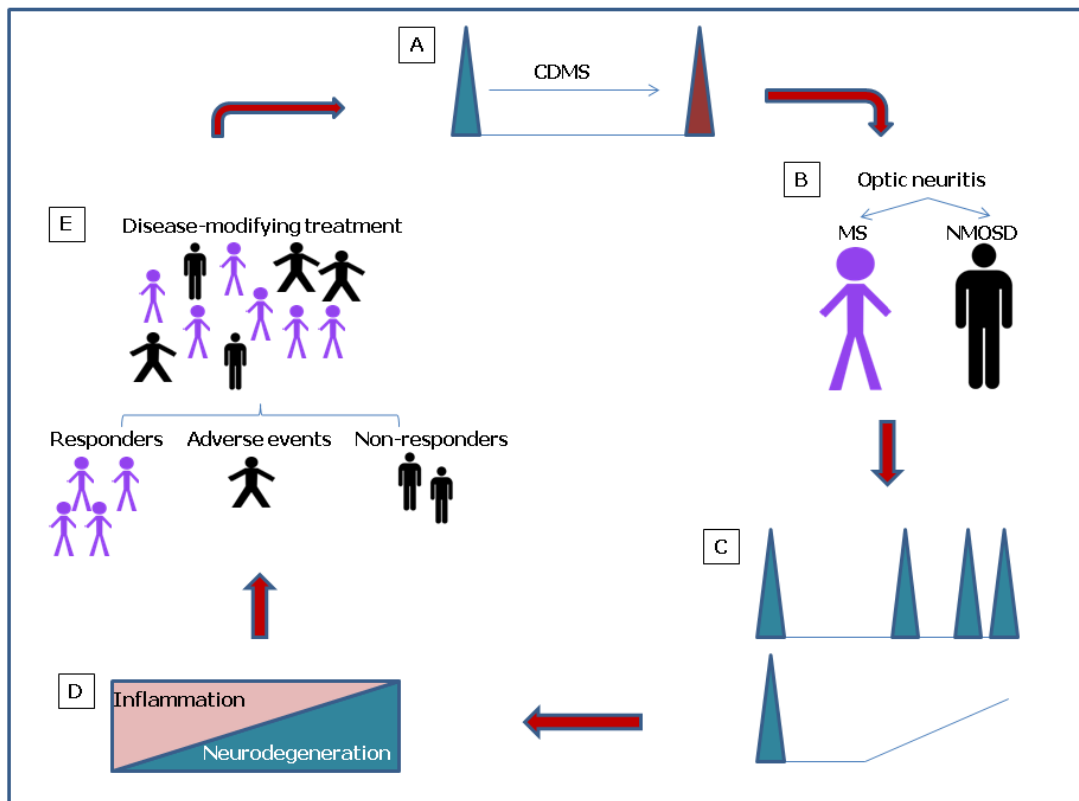 A
CDMS
B
Optic neuritis
MS
NMOSD
C
D
Inflammation
Neurodegeneration
E
Disease-modifying treatment
Responders
Adverse events
Non-responders